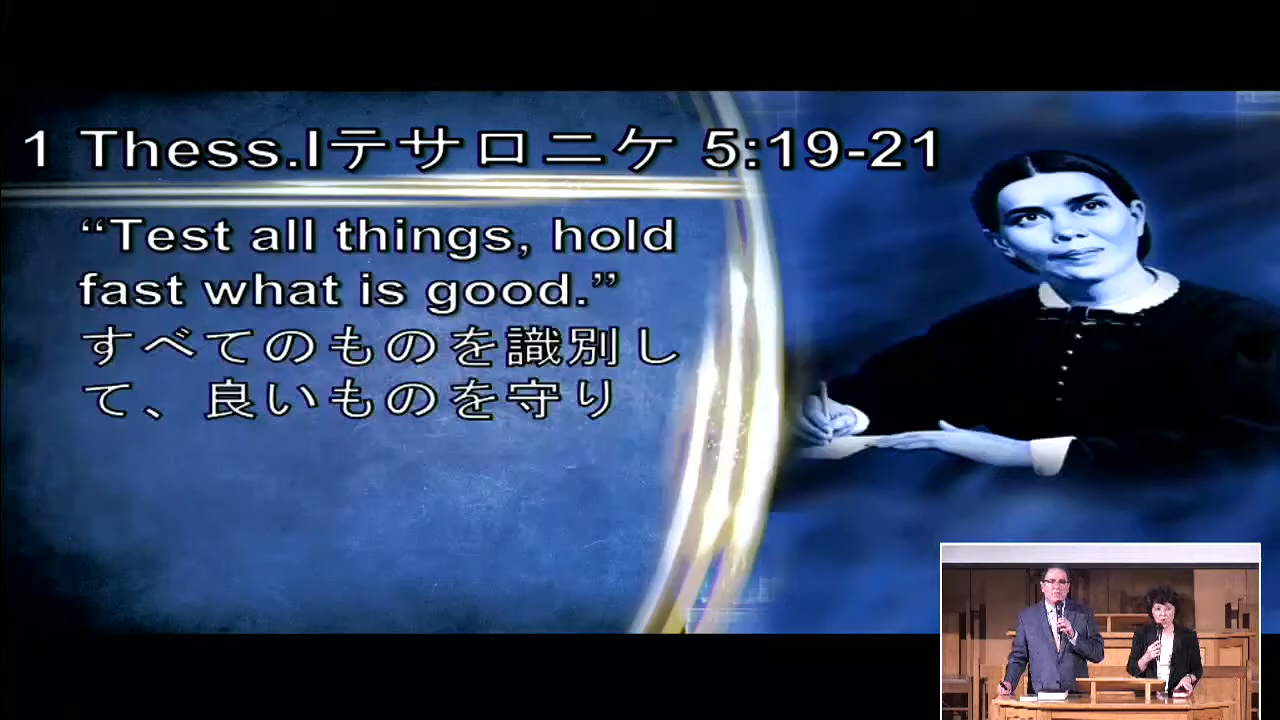 1 Thess.Iテサロニケ 5:19-21
“Test all things, hold
fast what is good.”
すべてのものを識別し
て、良いものを守り